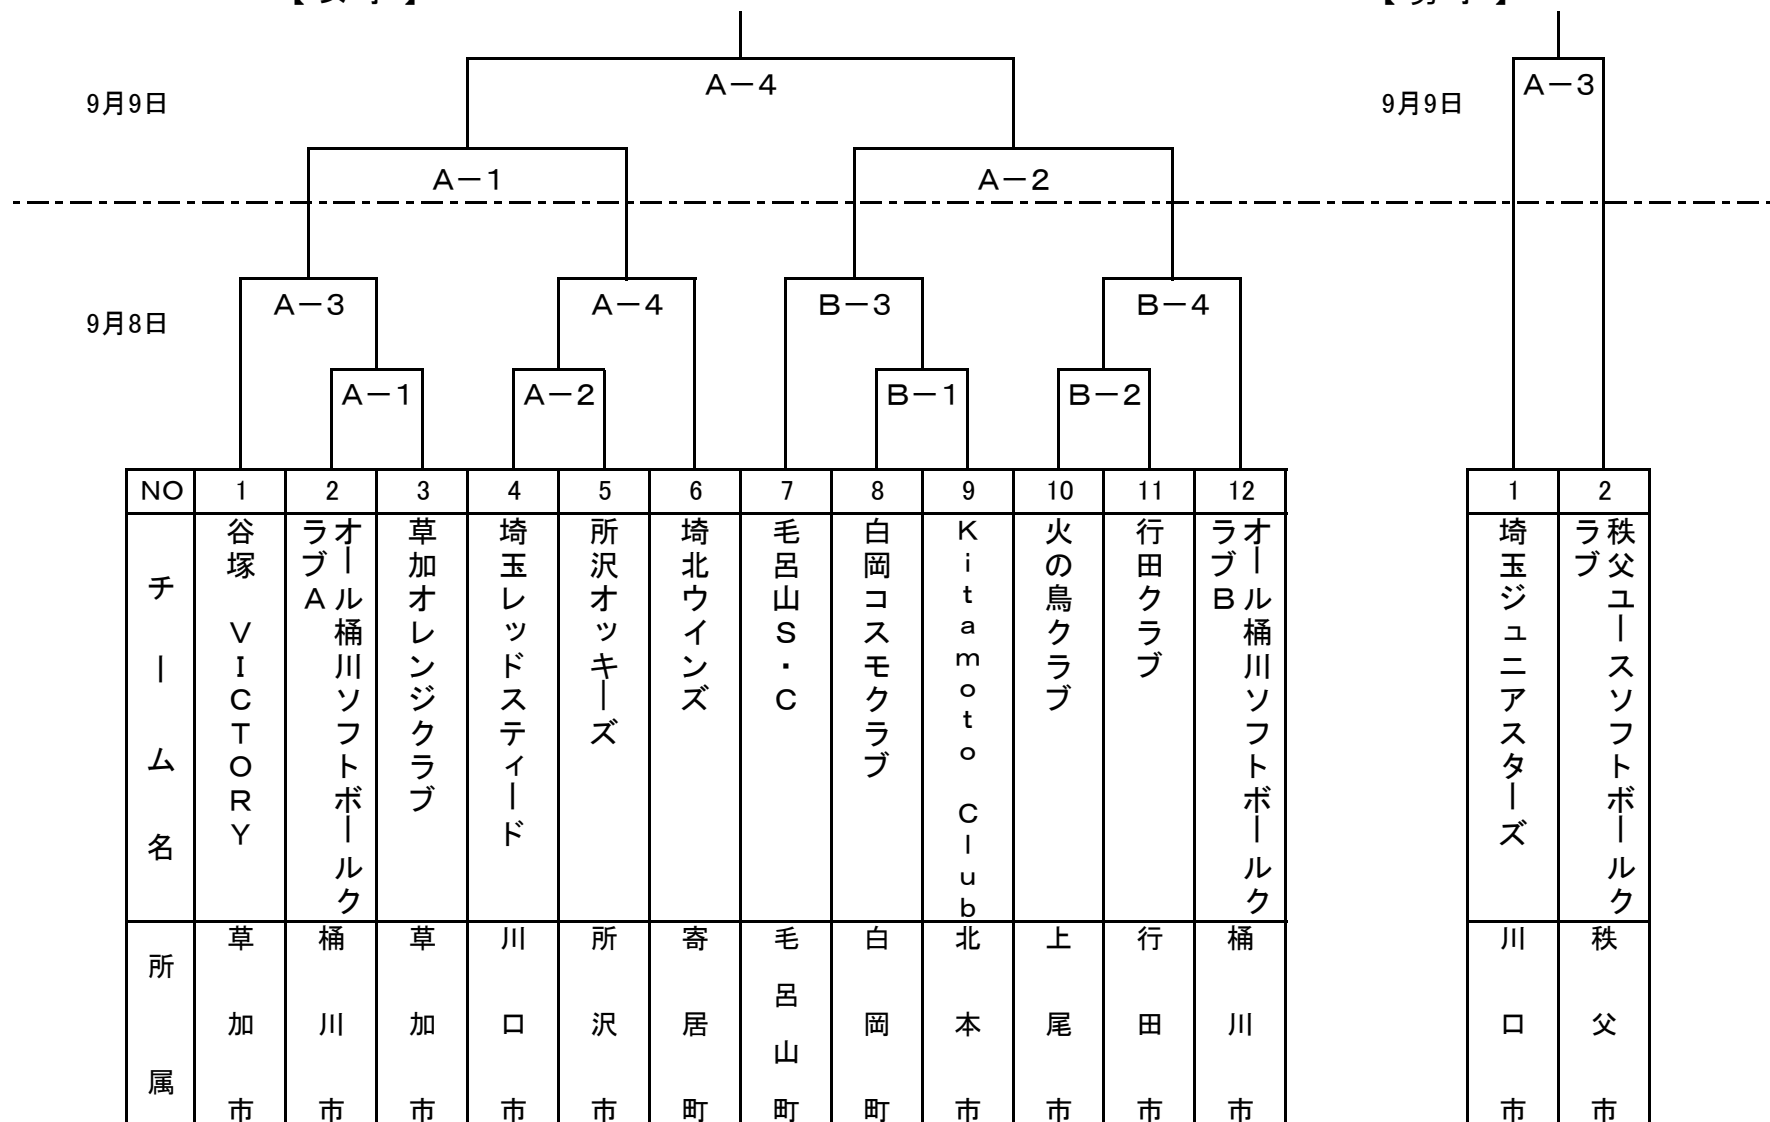 A－4
A－3
9月9日
9月9日
A－1
A－2
A－3
A－4
B－3
B－4
9月8日
A－1
A－2
B－1
B－2
NO 1 2 3 4 5 6 7 8 9 10 11 12
1 2
チーム名
谷塚　VICTORY
オール桶川ソフトボールク
ラブA
草加オレンジクラブ
埼玉レッドスティード
所沢オッキーズ
埼北ウインズ
毛呂山S・C
白岡コスモクラブ
Kitamoto Club
火の鳥クラブ
行田クラブ
オール桶川ソフトボールク
ラブB
埼玉ジュニアスターズ
秩父ユースソフトボールク
ラブ
所属
草加市
桶川市
草加市
川口市
所沢市
寄居町
毛呂山町
白岡町
北本市
上尾市
行田市
桶川市
川口市
秩父市